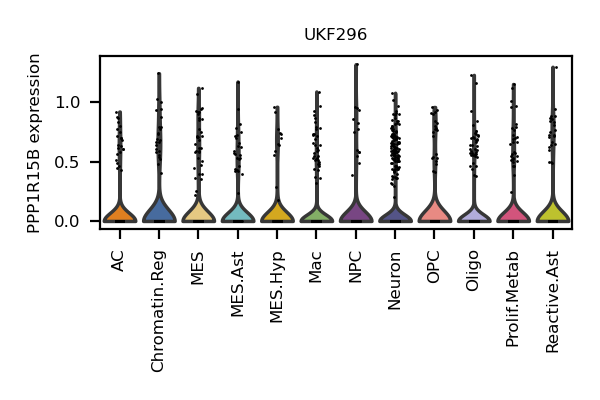 UKF296
PPP1R15B expression
1.0
0.5
0.0
AC
Chromatin.Reg
MES
MES.Ast
MES.Hyp
Mac
NPC
Neuron
OPC
Oligo
Prolif.Metab
Reactive.Ast